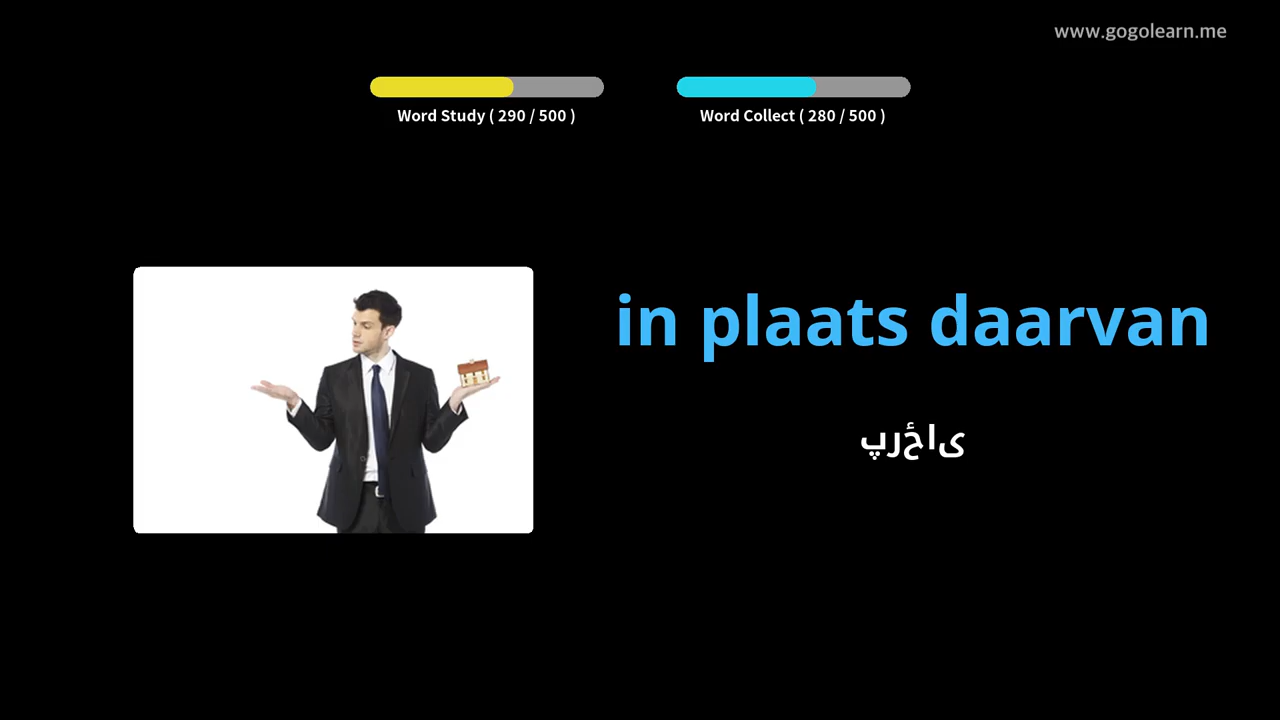 www.gogolearn.me
Word Study ( 290 / 500 )
Word Collect ( 280 / 500 )
in plaats daarvan
پرځای